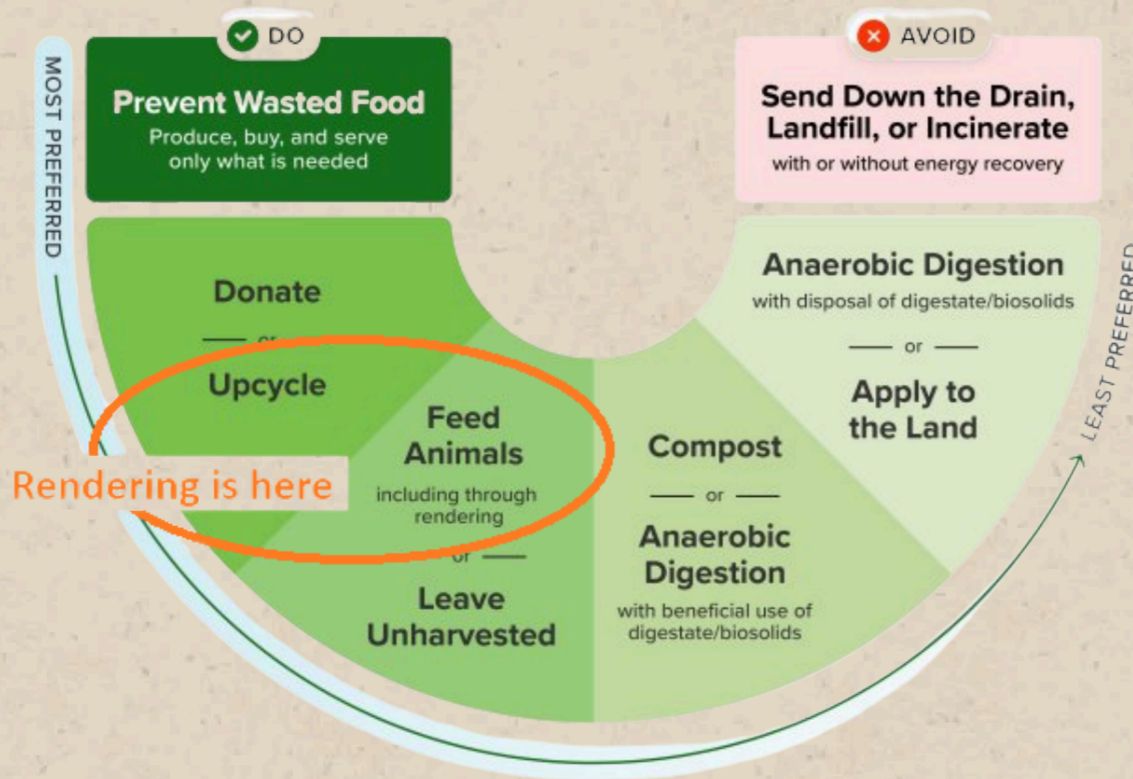 DO
Prevent Wasted Food
Produce, buy, and serve
only what is needed
AVOID
Send Down the Drain,
Landfill, or Incinerate
with or without energy recovery
MOST PREFERRED
Donate
or
Upcycle
Rendering is here
Feed
Animals
including through
rendering
or
Leave
Unharvested
Compost
or
Anaerobic
Digestion
with beneficial use of
digestate/biosolids
Anaerobic Digestion
with disposal of digestate/biosolids
or
Apply to
the Land
LEAST PREFERRED